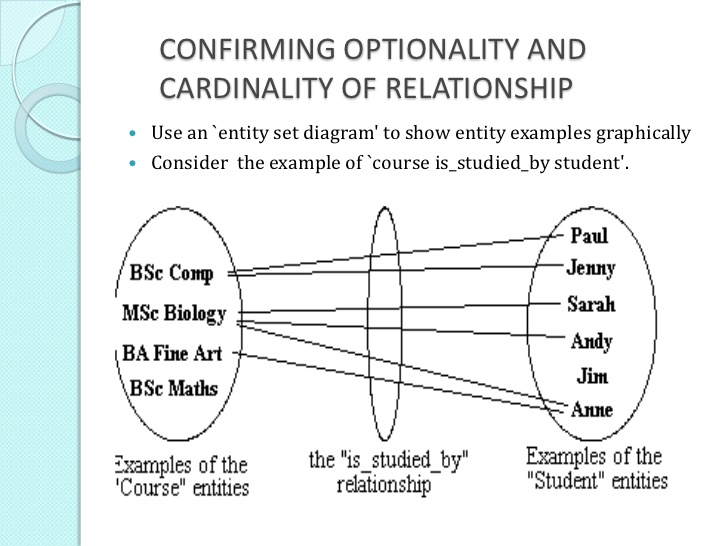 CONFIRMING OPTIONALITY AND
CARDINALITY OF RELATIONSHIP
• Use an `entity set diagram' to show entity examples graphically
• Consider  the example of `course is_studied_by student'.
BSc Comp
MSc Biology
BA Fine Art
BSc Maths
Paul
Jenny
Sarah
Andy
Jim
Anne
Examples of the
"Course" entities
the "is_studied_by"
relationship
Examples of the
"Student" entities